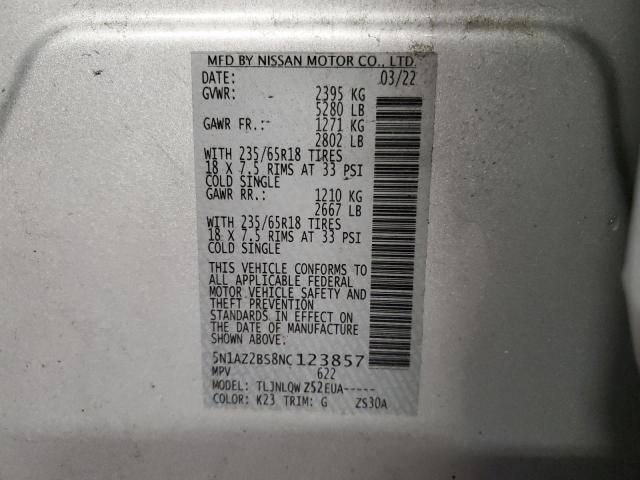 MFD BY NISSAN MOTOR CO., LTD.
DATE: 03/22
GVWR: 2395 KG
5280 LB
GAWR FR.: 1271 KG
2802 LB
WITH 235/65R18 TIRES
18 X 7.5 RIMS AT 33 PSI
COLD SINGLE
GAWR RR.: 1210 KG
2667 LB
WITH 235/65R18 TIRES
18 X 7.5 RIMS AT 33 PSI
COLD SINGLE
THIS VEHICLE CONFORMS TO
ALL APPLICABLE FEDERAL
MOTOR VEHICLE SAFETY AND
THEFT PREVENTION
STANDARDS IN EFFECT ON
THE DATE OF MANUFACTURE
SHOWN ABOVE.
5N1AZ2BS8NC123857
MPV 622
MODEL: TLJNLQW Z52EUA-----
COLOR: K23 TRIM: G ZS30A